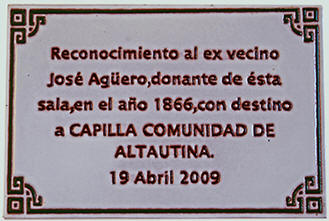 Reconocimiento al ex vecino
José Agüero,donante de ésta
sala,en el año 1866,con destino
a CAPILLA COMUNIDAD DE
ALTAUTINA.
19 Abril 2009